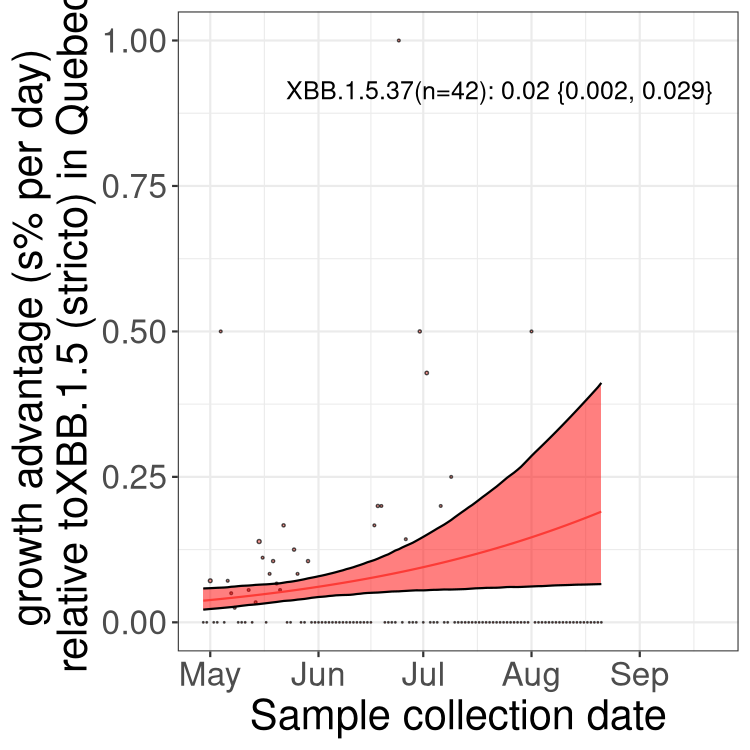 growth advantage (s% per day)
relative toXBB.1.5 (stricto) in Quebec
1.00
0.75
0.50
0.25
0.00
XBB.1.5.37(n=42): 0.02 {0.002, 0.029}
May Jun Jul Aug Sep
Sample collection date